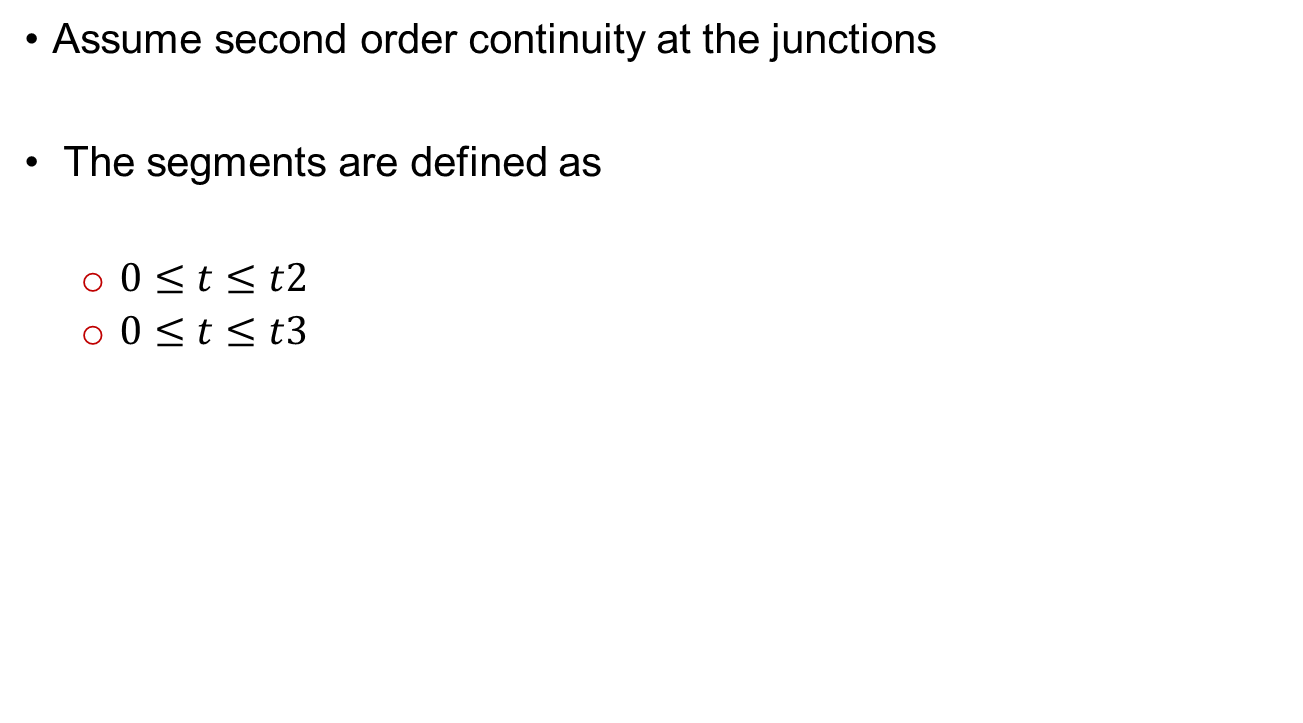 • Assume second order continuity at the junctions
• The segments are defined as
○ 0 ≤ t ≤ t2
○ 0 ≤ t ≤ t3